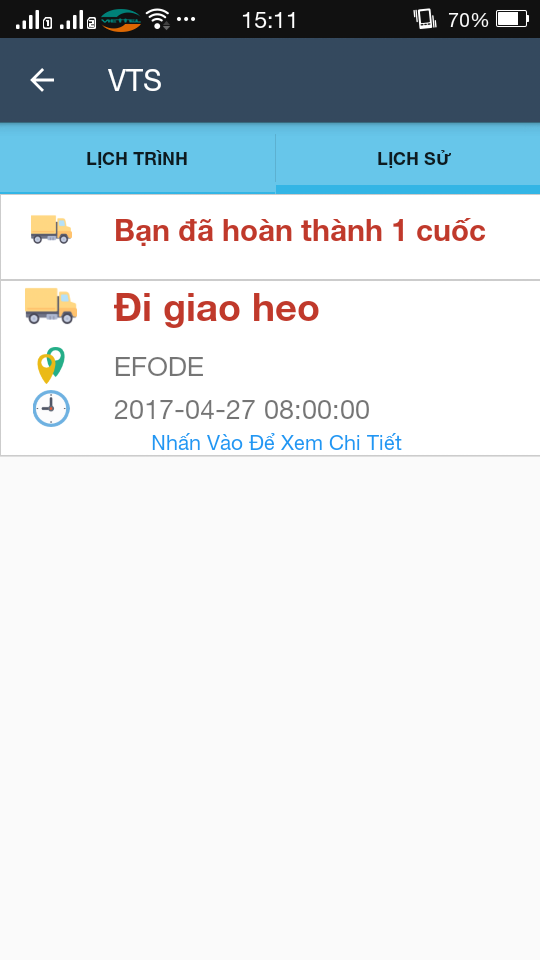 VIETTEL
15:11
70%
VTS
LỊCH TRÌNH
LỊCH SỬ
Bạn đã hoàn thành 1 cuốc
Đi giao heo
EFODE
2017-04-27 08:00:00
Nhấn Vào Để Xem Chi Tiết